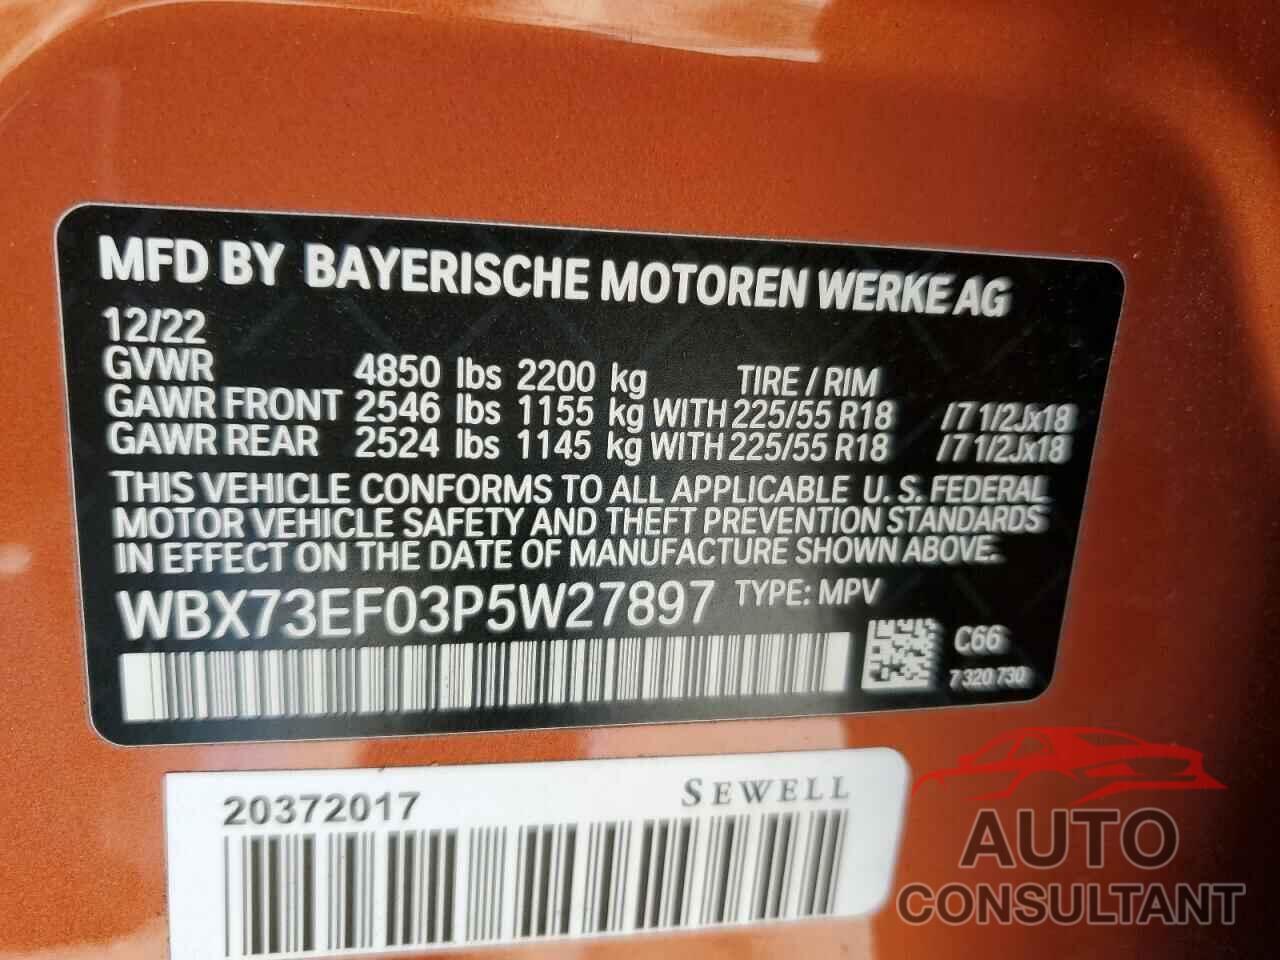 MFD BY BAYERISCHE MOTOREN WERKE AG
12/22
GVWR 4850 lbs 2200 kg TIRE / RIM
GAWR FRONT 2546 lbs 1155 kg WITH 225/55 R18 /7 1/2Jx18
GAWR REAR 2524 lbs 1145 kg WITH 225/55 R18 /7 1/2Jx18
THIS VEHICLE CONFORMS TO ALL APPLICABLE U.S. FEDERAL
MOTOR VEHICLE SAFETY AND THEFT PREVENTION STANDARDS
IN EFFECT ON THE DATE OF MANUFACTURE SHOWN ABOVE.
WBX73EF03P5W27897 TYPE: MPV
C66
7 320 730
20372017 SEWELL
AUTO
CONSULTANT